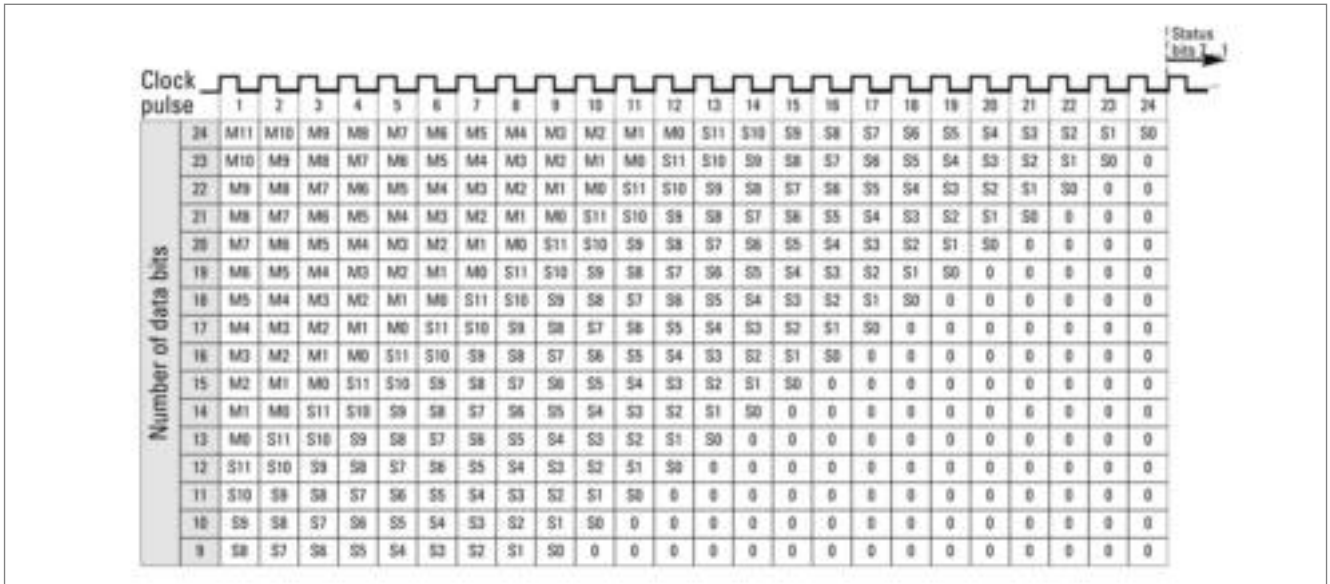 Status
bits 7...1
Clock
pulse 1 2 3 4 5 6 7 8 9 10 11 12 13 14 15 16 17 18 19 20 21 22 23 24
Number of data bits
24 M11 M10 M9 M8 M7 M6 M5 M4 M3 M2 M1 M0 S11 S10 S9 S8 S7 S6 S5 S4 S3 S2 S1 S0
23 M10 M9 M8 M7 M6 M5 M4 M3 M2 M1 M0 S11 S10 S9 S8 S7 S6 S5 S4 S3 S2 S1 S0 0
22 M9 M8 M7 M6 M5 M4 M3 M2 M1 M0 S11 S10 S9 S8 S7 S6 S5 S4 S3 S2 S1 S0 0 0
21 M8 M7 M6 M5 M4 M3 M2 M1 M0 S11 S10 S9 S8 S7 S6 S5 S4 S3 S2 S1 S0 0 0 0
20 M7 M6 M5 M4 M3 M2 M1 M0 S11 S10 S9 S8 S7 S6 S5 S4 S3 S2 S1 S0 0 0 0 0
19 M6 M5 M4 M3 M2 M1 M0 S11 S10 S9 S8 S7 S6 S5 S4 S3 S2 S1 S0 0 0 0 0 0
18 M5 M4 M3 M2 M1 M0 S11 S10 S9 S8 S7 S6 S5 S4 S3 S2 S1 S0 0 0 0 0 0 0
17 M4 M3 M2 M1 M0 S11 S10 S9 S8 S7 S6 S5 S4 S3 S2 S1 S0 0 0 0 0 0 0 0
16 M3 M2 M1 M0 S11 S10 S9 S8 S7 S6 S5 S4 S3 S2 S1 S0 0 0 0 0 0 0 0 0
15 M2 M1 M0 S11 S10 S9 S8 S7 S6 S5 S4 S3 S2 S1 S0 0 0 0 0 0 0 0 0 0
14 M1 M0 S11 S10 S9 S8 S7 S6 S5 S4 S3 S2 S1 S0 0 0 0 0 0 0 0 0 0 0
13 M0 S11 S10 S9 S8 S7 S6 S5 S4 S3 S2 S1 S0 0 0 0 0 0 0 0 0 0 0 0
12 S11 S10 S9 S8 S7 S6 S5 S4 S3 S2 S1 S0 0 0 0 0 0 0 0 0 0 0 0 0
11 S10 S9 S8 S7 S6 S5 S4 S3 S2 S1 S0 0 0 0 0 0 0 0 0 0 0 0 0 0
10 S9 S8 S7 S6 S5 S4 S3 S2 S1 S0 0 0 0 0 0 0 0 0 0 0 0 0 0 0
9 S8 S7 S6 S5 S4 S3 S2 S1 S0 0 0 0 0 0 0 0 0 0 0 0 0 0 0 0